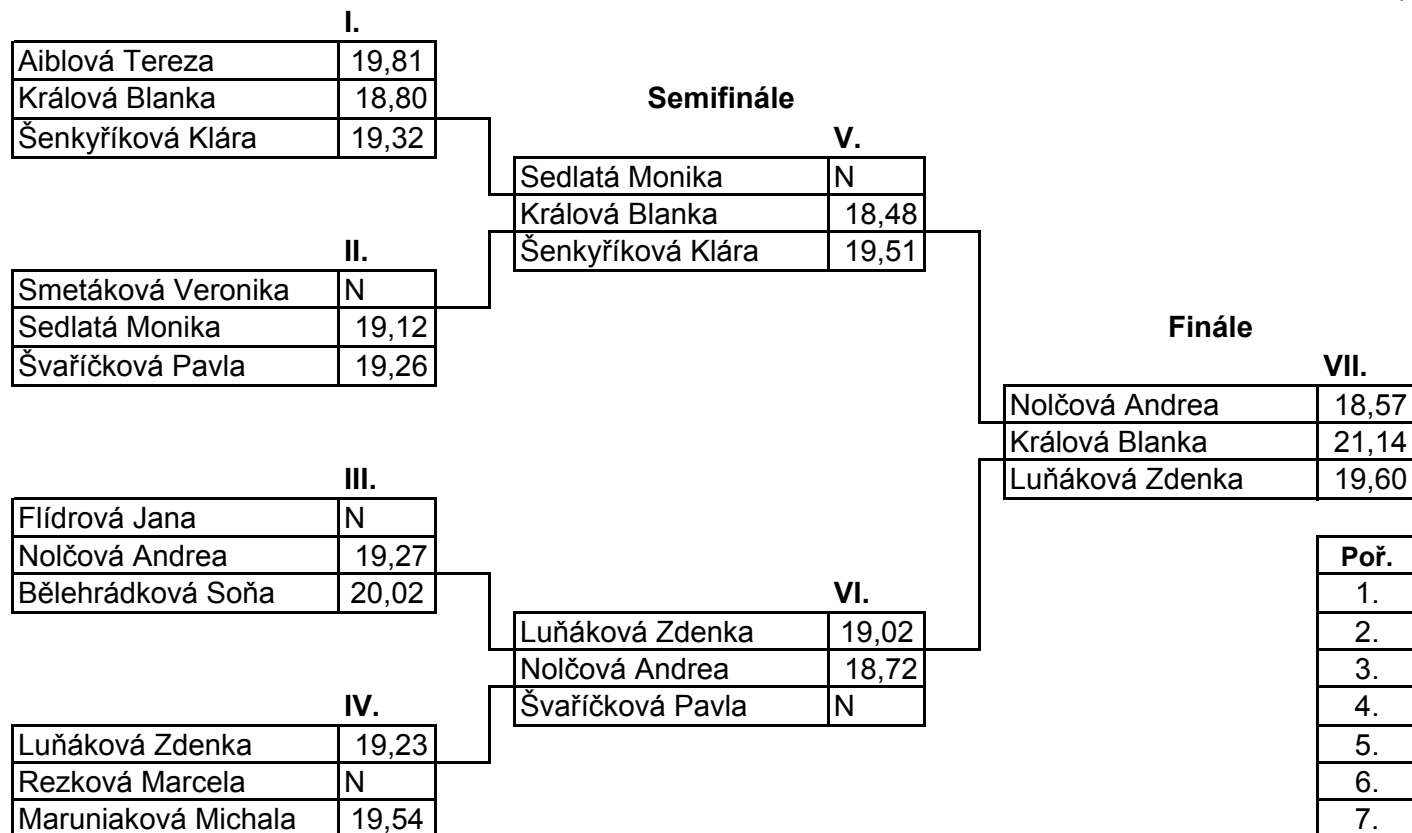 I.
Aiblová Tereza 19,81
Králová Blanka 18,80
Šenkyříková Klára 19,32
II.
Smetáková Veronika N
Sedlatá Monika 19,12
Švaříčková Pavla 19,26
III.
Flídrová Jana N
Nolčová Andrea 19,27
Bělehrádková Soňa 20,02
IV.
Luňáková Zdenka 19,23
Rezková Marcela N
Maruniaková Michala 19,54
Semifinále
V.
Sedlatá Monika N
Králová Blanka 18,48
Šenkyříková Klára 19,51
VI.
Luňáková Zdenka 19,02
Nolčová Andrea 18,72
Švaříčková Pavla N
Finále
VII.
Nolčová Andrea 18,57
Králová Blanka 21,14
Luňáková Zdenka 19,60
Poř.
1.
2.
3.
4.
5.
6.
7.